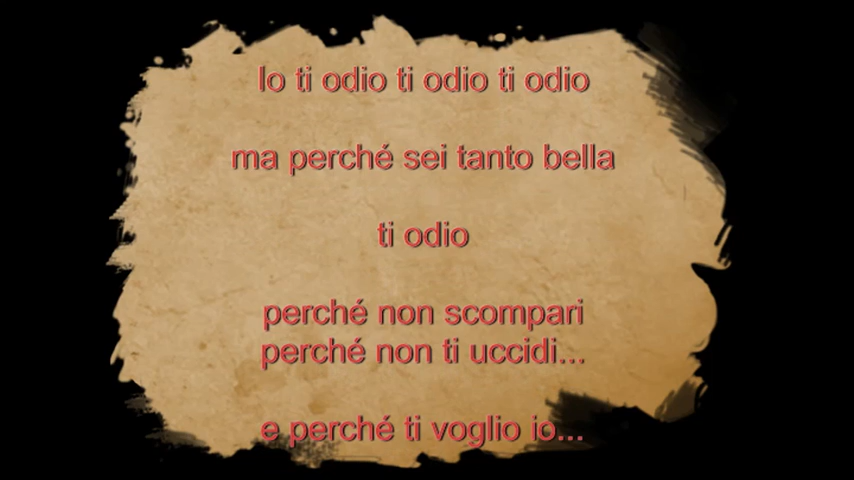 Io ti odio ti odio ti odio
ma perché sei tanto bella
ti odio
perché non scompari
perché non ti uccidi...
e perché ti voglio io...